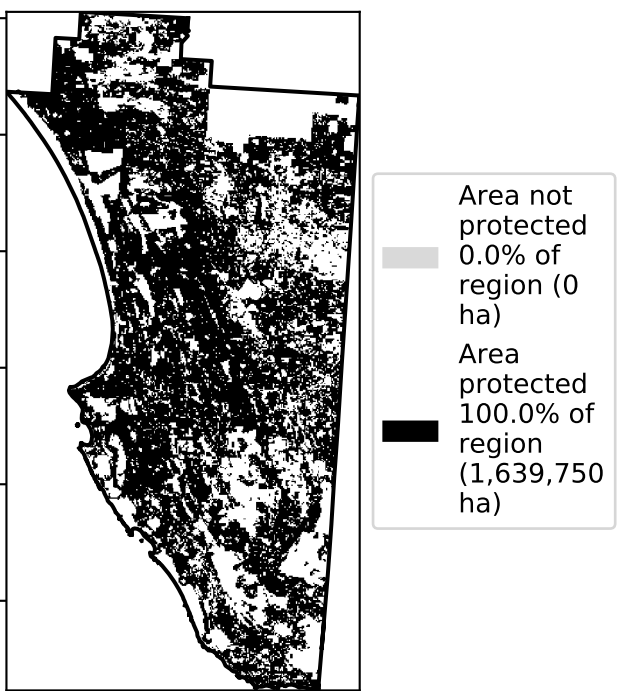 Area not
protected
0.0% of
region (0
ha)
Area
protected
100.0% of
region
(1,639,750
ha)